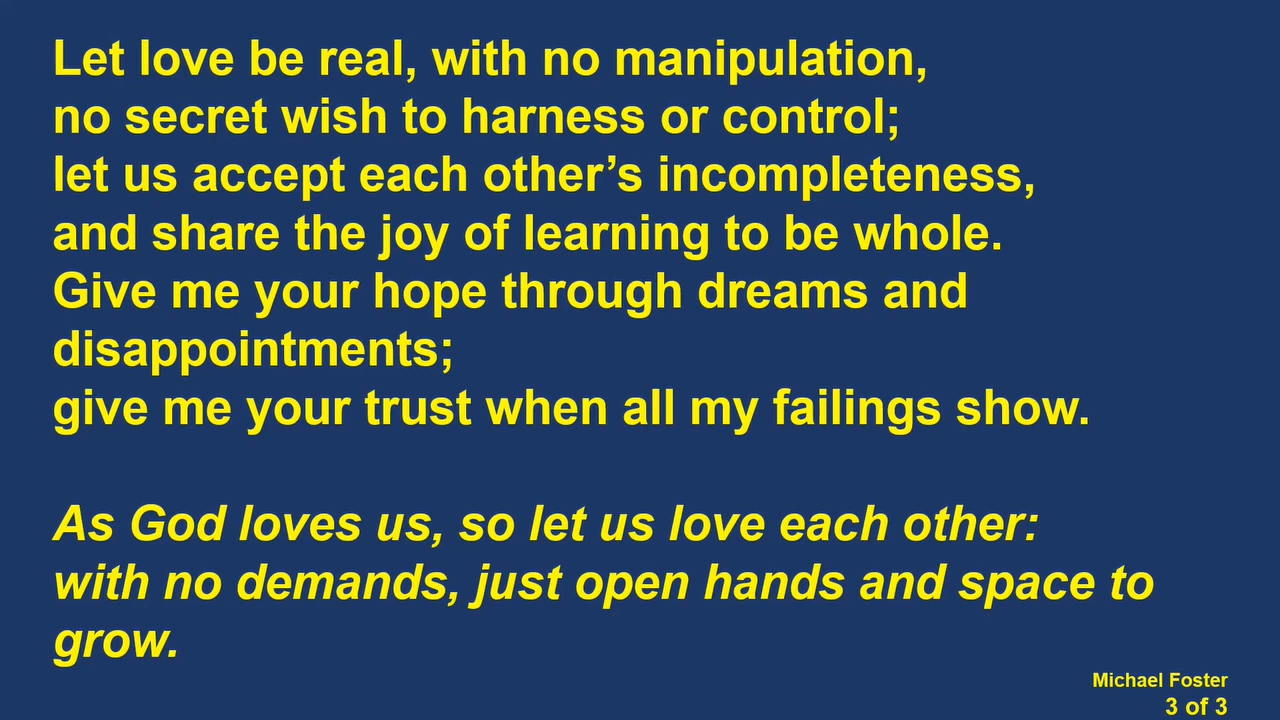 Let love be real, with no manipulation,
no secret wish to harness or control;
let us accept each other’s incompleteness,
and share the joy of learning to be whole.
Give me your hope through dreams and
disappointments;
give me your trust when all my failings show.
As God loves us, so let us love each other:
with no demands, just open hands and space to
grow.
Michael Foster
3 of 3